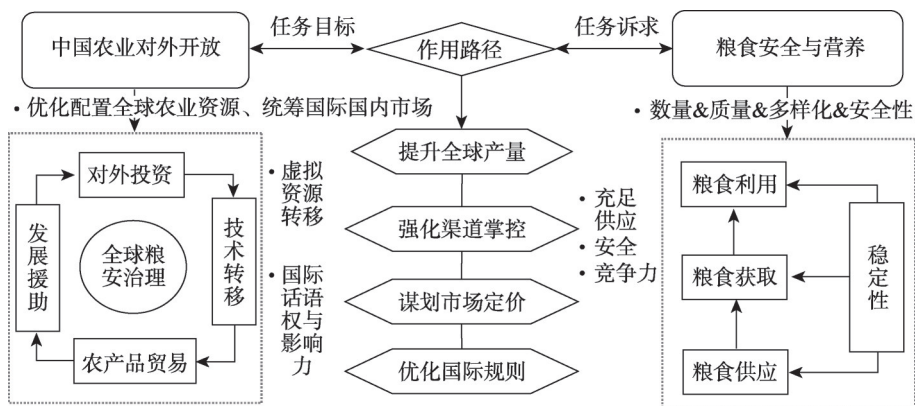 中国农业对外开放
任务目标
作用路径
任务诉求
粮食安全与营养
• 优化配置全球农业资源、统筹国际国内市场
• 数量&质量&多样化&安全性
对外投资
技术转移
农产品贸易
发展援助
全球粮
安治理
• 虚拟
资源
转移
• 国际
话语
权与
影响
力
提升全球产量
强化渠道掌控
谋划市场定价
优化国际规则
• 充足
供应
• 安全
• 竞争力
粮食利用
粮食获取
粮食供应
稳定性